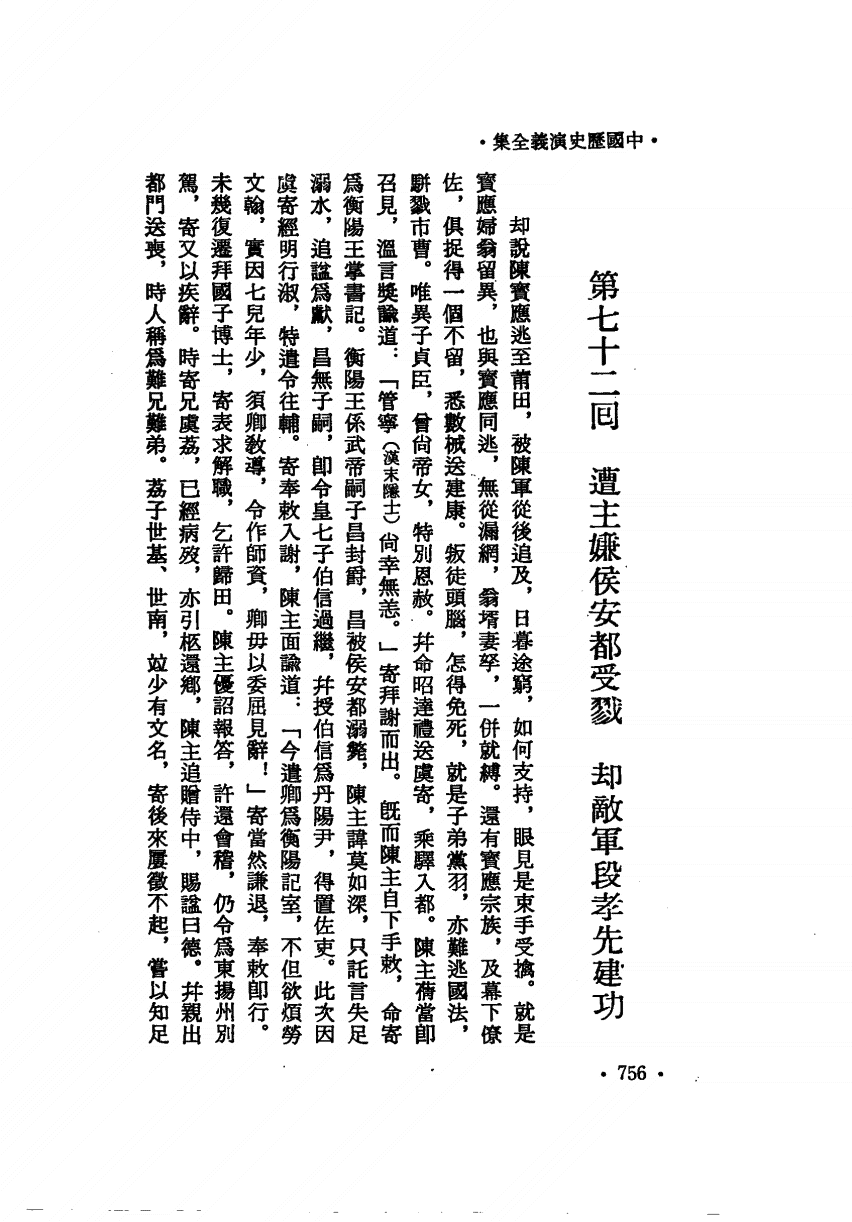 •中國歷史演義全集•
第七十二回　遭主嫌侯安都受戮　却敵軍段孝先建功
却說陳寶應逃至莆田，被陳軍從後追及，日暮途窮，如何支持，眼見是束手受擒。就是
寶應婦翁留異，也與寶應同逃，無從漏網，翁壻妻孥，一併就縛。還有寶應宗族，及幕下僚
佐，俱捉得一個不留，悉數械送建康。叛徒頭腦，怎得免死，就是子弟黨羽，亦難逃國法，
駢戮市曹。唯異子貞臣，曾尙帝女，特別恩赦。幷命昭達禮送虞寄，乘驛入都。陳主蒨當卽
召見，溫言獎諭道：「管寧（漢末隱士）尙幸無恙。」寄拜謝而出。旣而陳主自下手敕，命寄
爲衡陽王掌書記。衡陽王係武帝嗣子昌封爵，昌被侯安都溺斃，陳主諱莫如深，只託言失足
溺水，追諡爲獻，昌無子嗣，卽令皇七子伯信過繼，幷授伯信爲丹陽尹，得置佐吏。此次因
虞寄經明行淑，特遣令往輔。寄奉敕入謝，陳主面諭道：「今遣卿爲衡陽記室，不但欲煩勞
文翰，實因七兒年少，須卿敎導，令作師資，卿毋以委屈見辭！」寄當然謙退，奉敕卽行。
未幾復遷拜國子博士，寄表求解職，乞許歸田。陳主優詔報答，許還會稽，仍令爲東揚州別
駕，寄又以疾辭。時寄兄虞荔，已經病歿，亦引柩還鄕，陳主追贈侍中，賜諡曰德。幷親出
都門送喪，時人稱爲難兄難弟。荔子世基、世南，竝少有文名，寄後來屢徵不起，嘗以知足
•756•